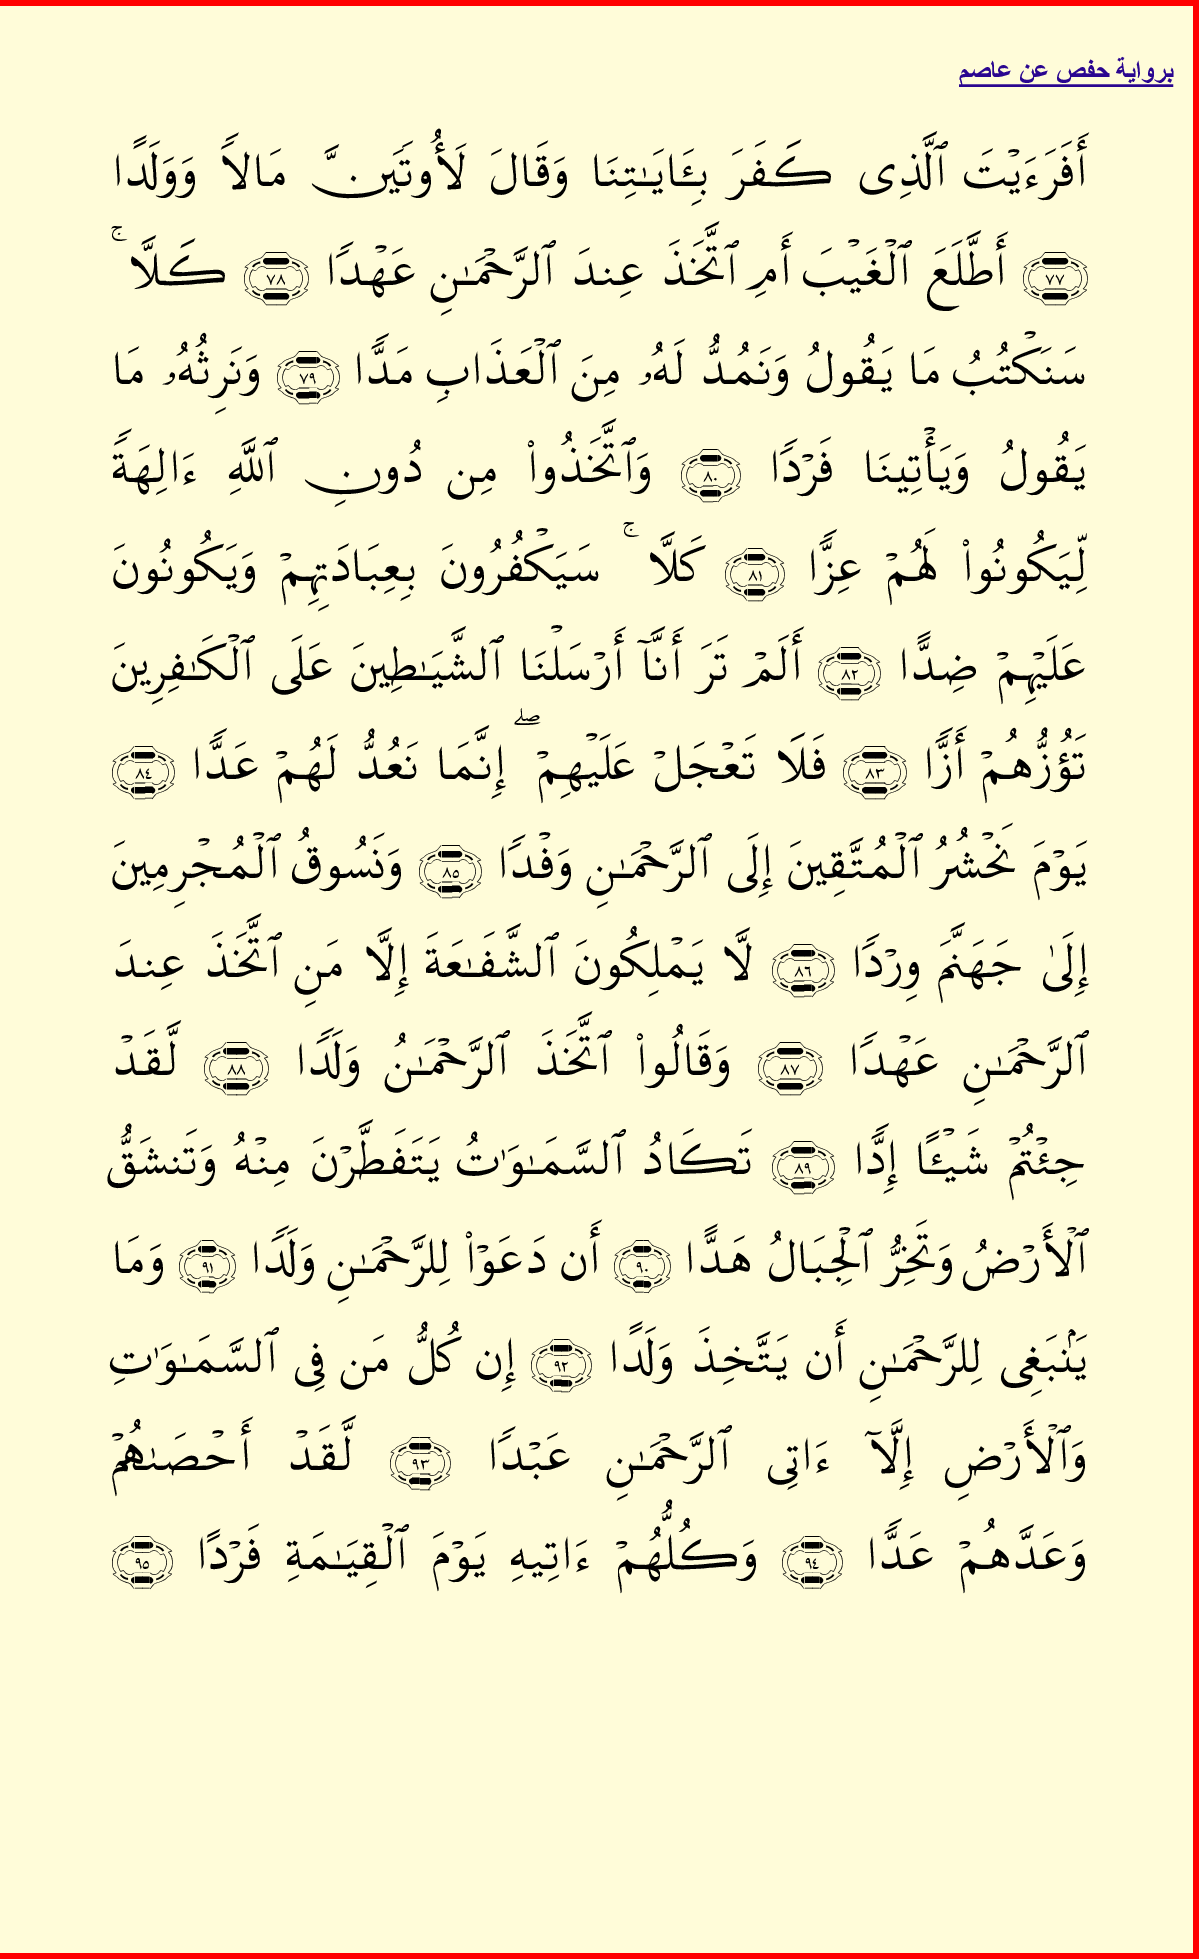 برواية حفص عن عاصم
أَفَرَءَيۡتَ ٱلَّذِى كَفَرَ بِـَٔايَـٰتِنَا وَقَالَ لَأُوتَيَنَّ مَالاً وَوَلَدًا
٧٧ أَطَّلَعَ ٱلۡغَيۡبَ أَمِ ٱتَّخَذَ عِندَ ٱلرَّحۡمَـٰنِ عَهۡدًا ٧٨ كَلَّا ۚ
سَنَكۡتُبُ مَا يَقُولُ وَنَمُدُّ لَهُ ۥ مِنَ ٱلۡعَذَابِ مَدًّا ٧٩ وَنَرِثُهُ ۥ مَا
يَقُولُ وَيَأۡتِينَا فَرۡدًا ٨٠ وَٱتَّخَذُواْ مِن دُونِ ٱللَّهِ ءَالِهَةً
لِّيَكُونُواْ لَهُمۡ عِزًّا ٨١ كَلَّا ۚ سَيَكۡفُرُونَ بِعِبَادَتِہِمۡ وَيَكُونُونَ
عَلَيۡہِمۡ ضِدًّا ٨٢ أَلَمۡ تَرَ أَنَّآ أَرۡسَلۡنَا ٱلشَّيَـٰطِينَ عَلَى ٱلۡكَـٰفِرِينَ
تَؤُزُّهُمۡ أَزًّا ٨٣ فَلَا تَعۡجَلۡ عَلَيۡهِمۡ ۖ إِنَّمَا نَعُدُّ لَهُمۡ عَدًّا ٨٤
يَوۡمَ نَحۡشُرُ ٱلۡمُتَّقِينَ إِلَى ٱلرَّحۡمَـٰنِ وَفۡدًا ٨٥ وَنَسُوقُ ٱلۡمُجۡرِمِينَ
إِلَىٰ جَهَنَّمَ وِرۡدًا ٨٦ لَّا يَمۡلِكُونَ ٱلشَّفَـٰعَةَ إِلَّا مَنِ ٱتَّخَذَ عِندَ
ٱلرَّحۡمَـٰنِ عَهۡدًا ٨٧ وَقَالُواْ ٱتَّخَذَ ٱلرَّحۡمَـٰنُ وَلَدًا ٨٨ لَّقَدۡ
جِئۡتُمۡ شَيۡـًٔا إِدًّا ٨٩ تَڪَادُ ٱلسَّمَـٰوَٲتُ يَتَفَطَّرۡنَ مِنۡهُ وَتَنشَقُّ
ٱلۡأَرۡضُ وَتَخِرُّ ٱلۡجِبَالُ هَدًّا ٩٠ أَن دَعَوۡاْ لِلرَّحۡمَـٰنِ وَلَدًا ٩١ وَمَا
يَنۢبَغِى لِلرَّحۡمَـٰنِ أَن يَتَّخِذَ وَلَدًا ٩٢ إِن ڪُلُّ مَن فِى ٱلسَّمَـٰوَٲتِ
وَٱلۡأَرۡضِ إِلَّآ ءَاتِى ٱلرَّحۡمَـٰنِ عَبۡدًا ٩٣ لَّقَدۡ أَحۡصَـٰهُمۡ
وَعَدَّهُمۡ عَدًّا ٩٤ وَكُلُّهُمۡ ءَاتِيهِ يَوۡمَ ٱلۡقِيَـٰمَةِ فَرۡدًا ٩٥